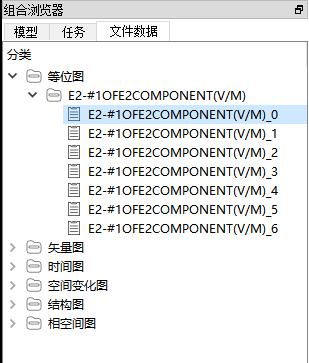 组合浏览器
模型 任务 文件数据
分类
等位图
E2-#1OFE2COMPONENT(V/M)
E2-#1OFE2COMPONENT(V/M)_0
E2-#1OFE2COMPONENT(V/M)_1
E2-#1OFE2COMPONENT(V/M)_2
E2-#1OFE2COMPONENT(V/M)_3
E2-#1OFE2COMPONENT(V/M)_4
E2-#1OFE2COMPONENT(V/M)_5
E2-#1OFE2COMPONENT(V/M)_6
矢量图
时间图
空间变化图
结构图
相空间图